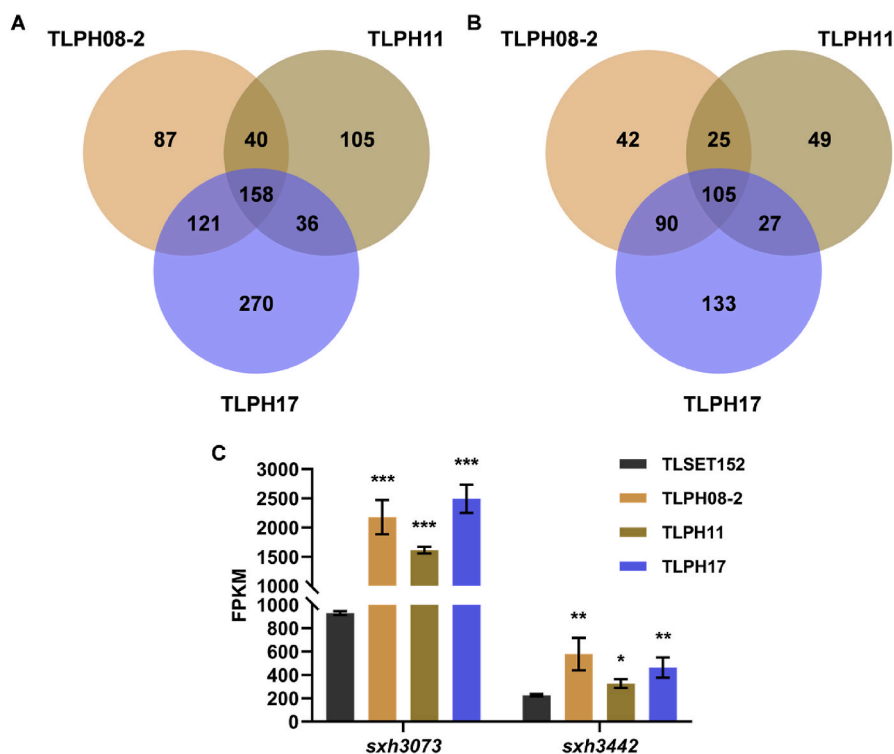 A
TLPH08-2
TLPH11
87
40
105
158
121
36
270
TLPH17
B
TLPH08-2
TLPH11
42
25
49
105
90
27
133
TLPH17
C
FPKM
3000
2500
2000
1500
1000
1000
800
600
400
200
0
***
***
***
**
*
**
sxh3073
sxh3442
TLSET152
TLPH08-2
TLPH11
TLPH17